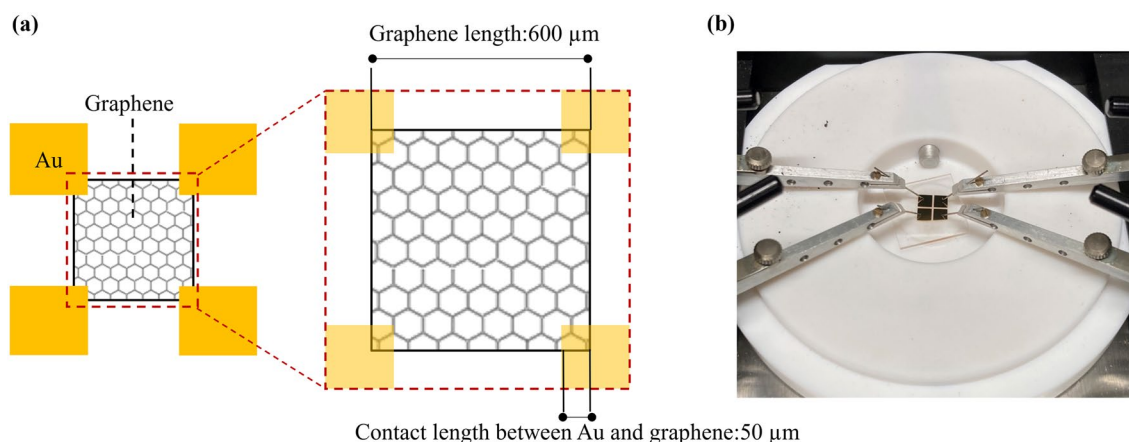 (a)
Graphene length:600 μm
Graphene
Au
Contact length between Au and graphene:50 μm
(b)